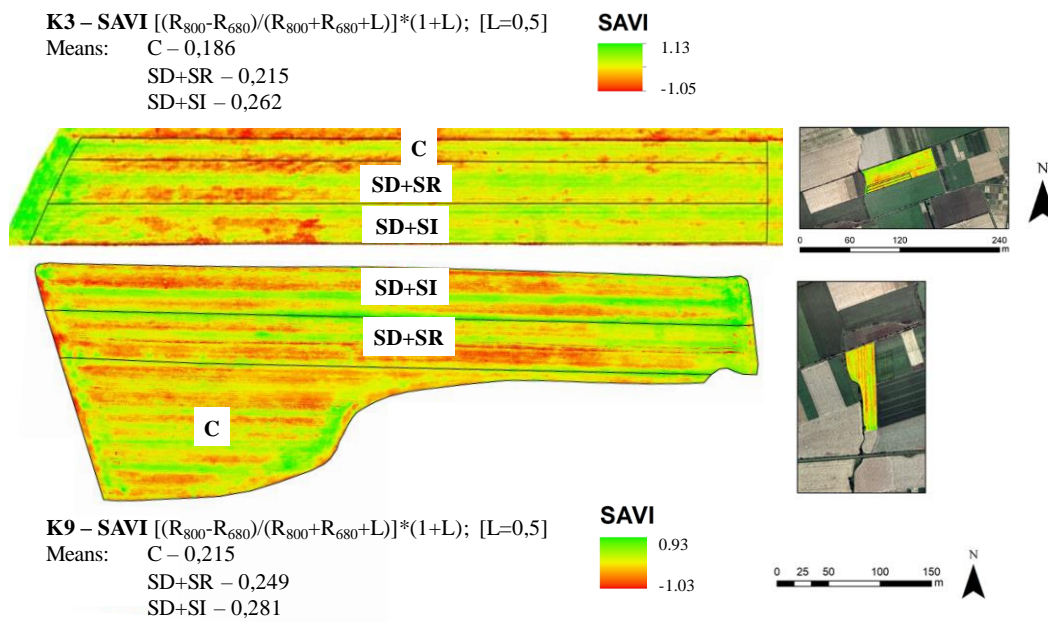 K3 – SAVI [(R800-R680)/(R800+R680+L)]*(1+L); [L=0,5]
Means: C – 0,186
SD+SR – 0,215
SD+SI – 0,262
SAVI
1.13
-1.05
C
SD+SR
SD+SI
N
0 60 120 240
m
SD+SI
SD+SR
C
K9 – SAVI [(R800-R680)/(R800+R680+L)]*(1+L); [L=0,5]
Means: C – 0,215
SD+SR – 0,249
SD+SI – 0,281
SAVI
0.93
-1.03
0 25 50 100 150
m
N